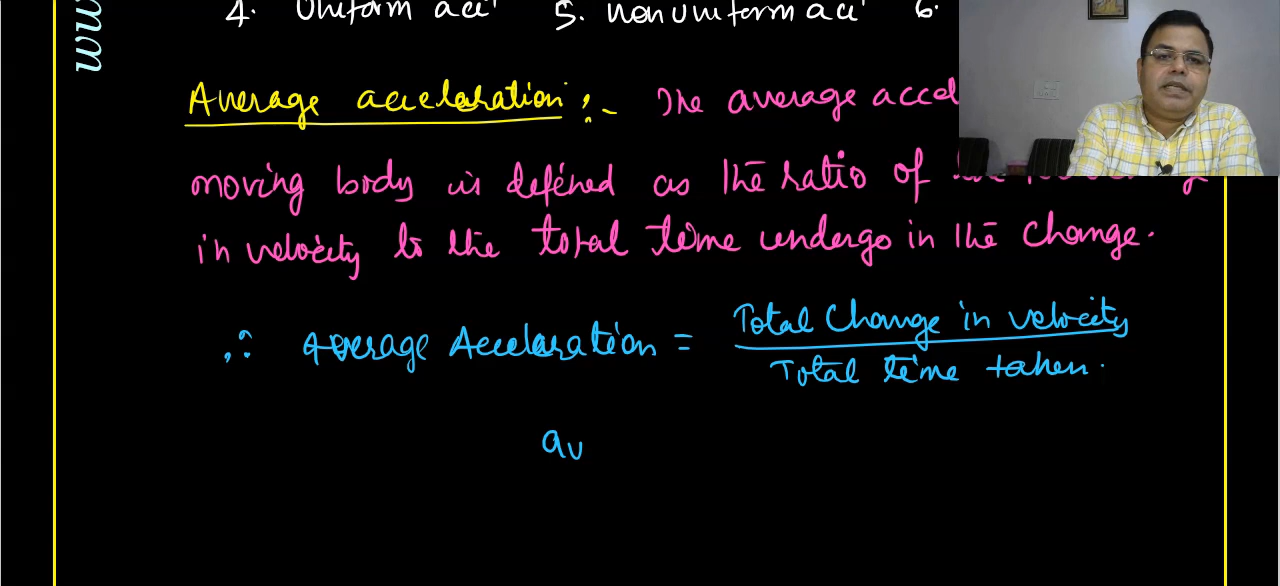 4. Uniform acc' 5. nonuniform acc' 6.
Average acceleration :- The average accel
moving body is defined as the ratio of
in velocity to the total time undergo in the change.
∴ Average Acceleration = Total Change in velocity
Total time taken.
av